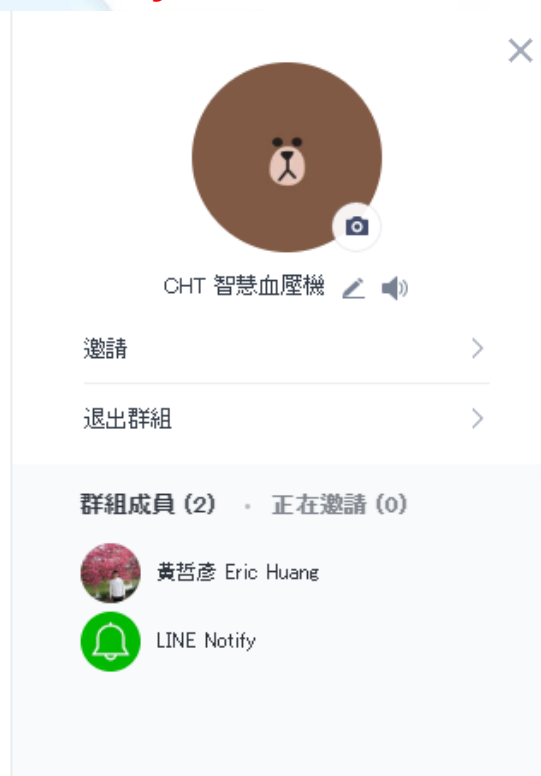 CHT 智慧血壓機
邀請
退出群組
群組成員 (2) · 正在邀請 (0)
黃哲彥 Eric Huang
LINE Notify